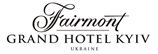 Fairmont
GRAND HOTEL KYIV
UKRAINE